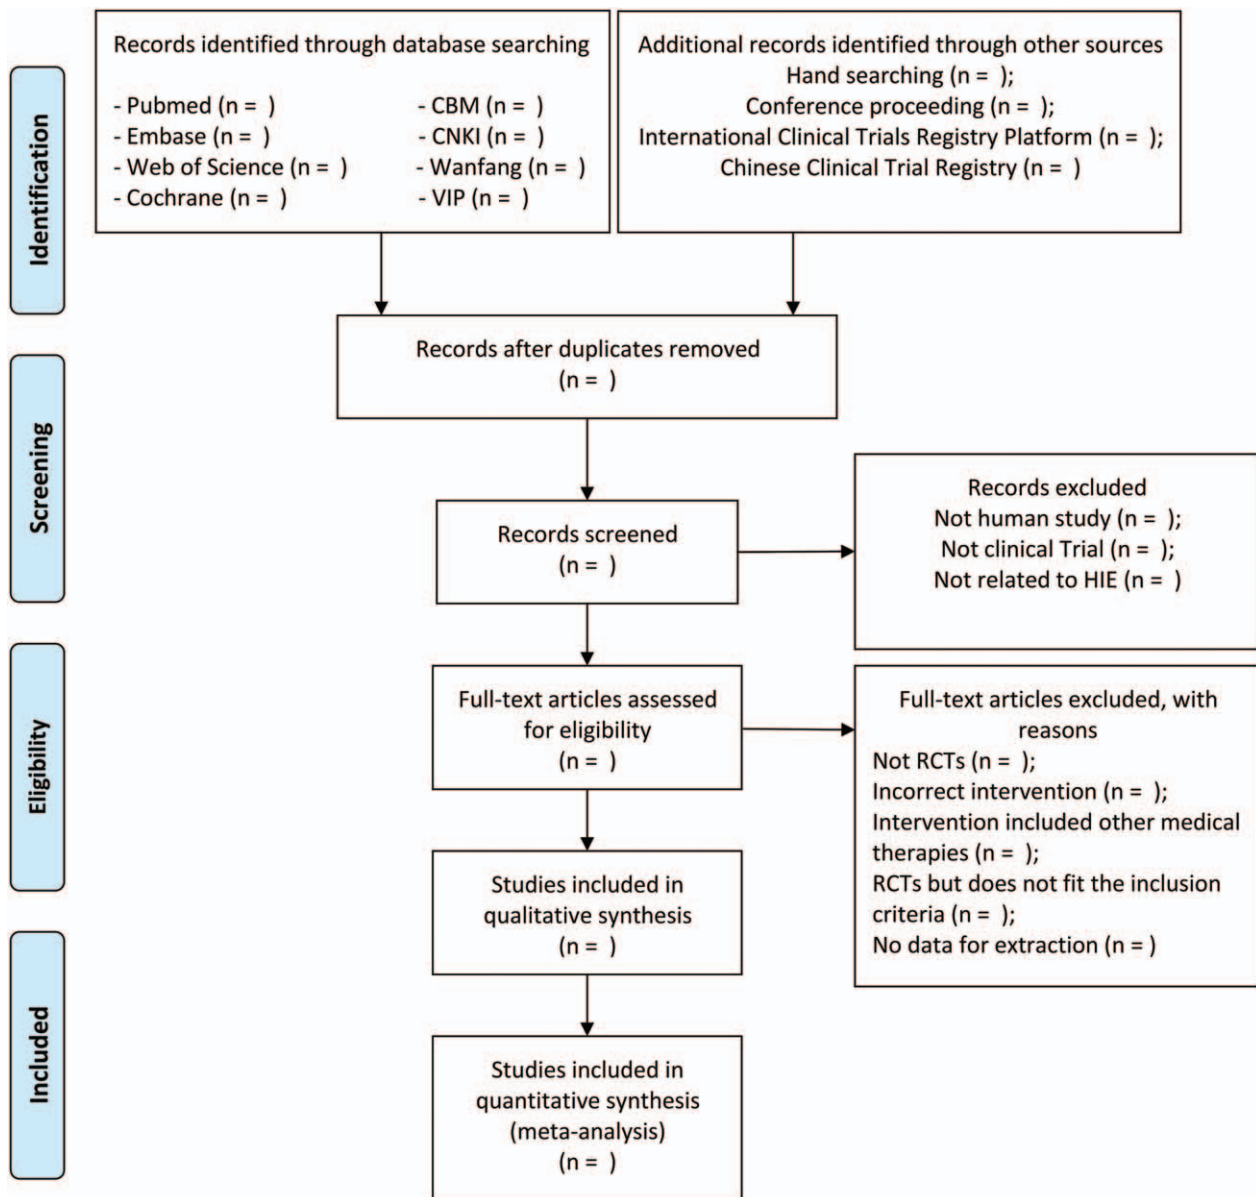 Identification
Records identified through database searching
- Pubmed (n =  )
- Embase (n =  )
- Web of Science (n =  )
- Cochrane (n =  )
- CBM (n =  )
- CNKI (n =  )
- Wanfang (n =  )
- VIP (n =  )
Additional records identified through other sources
Hand searching (n =  );
Conference proceeding (n =  );
International Clinical Trials Registry Platform (n =  );
Chinese Clinical Trial Registry (n =  )
Records after duplicates removed
(n =  )
Screening
Records screened
(n =  )
Records excluded
Not human study (n =  );
Not clinical Trial (n =  );
Not related to HIE (n =  )
Eligibility
Full-text articles assessed
for eligibility
(n =  )
Full-text articles excluded, with
reasons
Not RCTs (n =  );
Incorrect intervention (n =  );
Intervention included other medical
therapies (n =  );
RCTs but does not fit the inclusion
criteria (n =  );
No data for extraction (n = )
Studies included in
qualitative synthesis
(n =  )
Included
Studies included in
quantitative synthesis
(meta-analysis)
(n =  )